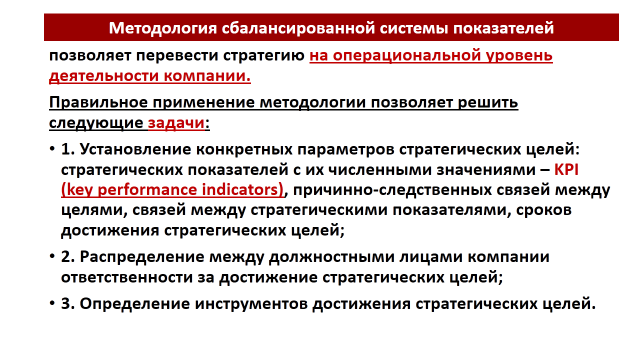 Методология сбалансированной системы показателей
позволяет перевести стратегию на операциональной уровень
деятельности компании.
Правильное применение методологии позволяет решить
следующие задачи:
• 1. Установление конкретных параметров стратегических целей:
стратегических показателей с их численными значениями – KPI
(key performance indicators), причинно-следственных связей между
целями, связей между стратегическими показателями, сроков
достижения стратегических целей;
• 2. Распределение между должностными лицами компании
ответственности за достижение стратегических целей;
• 3. Определение инструментов достижения стратегических целей.